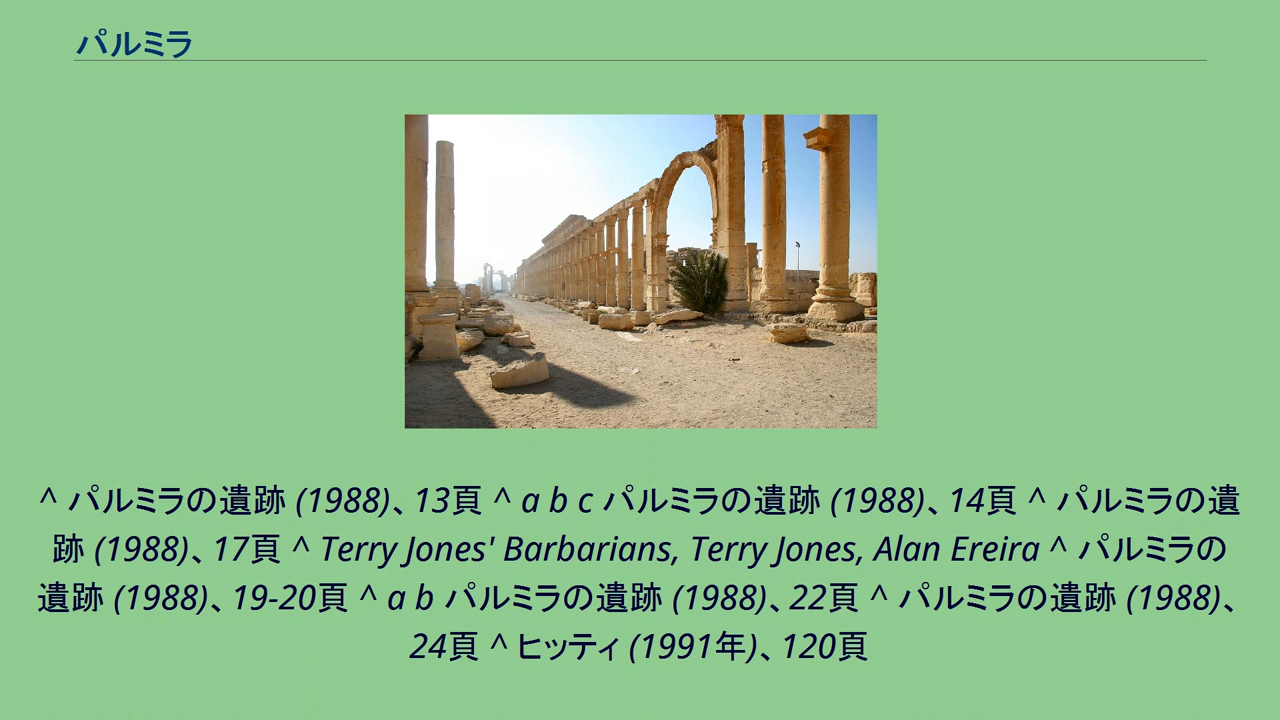 パルミラ
^ パルミラの遺跡 (1988)、13頁 ^ a b c パルミラの遺跡 (1988)、14頁 ^ パルミラの遺
跡 (1988)、17頁 ^ Terry Jones' Barbarians, Terry Jones, Alan Ereira ^ パルミラの
遺跡 (1988)、19-20頁 ^ a b パルミラの遺跡 (1988)、22頁 ^ パルミラの遺跡 (1988)、
24頁 ^ ヒッティ (1991年)、120頁